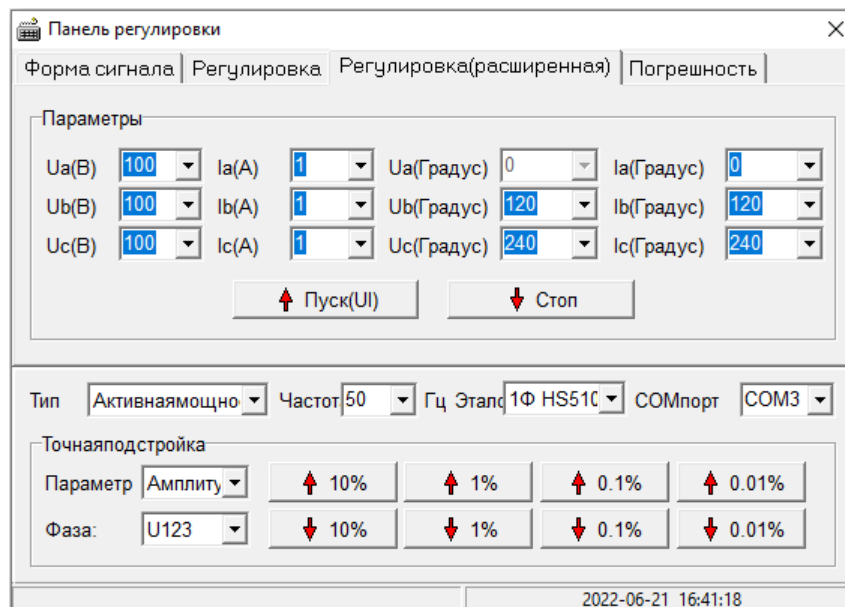 Панель регулировки
Форма сигнала Регулировка Регулировка(расширенная) Погрешность
Параметры
Ua(В) 100 Ia(А) 1 Ua(Градус) 0 Ia(Градус) 0
Ub(В) 100 Ib(А) 1 Ub(Градус) 120 Ib(Градус) 120
Uc(В) 100 Ic(А) 1 Uc(Градус) 240 Ic(Градус) 240
Пуск(UI) Стоп
Тип Активнаямощно Частот 50 Гц Этало 1Ф HS510 COMпорт COM3
Точнаяподстройка
Параметр Амплиту 10% 1% 0.1% 0.01%
Фаза: U123 10% 1% 0.1% 0.01%
2022-06-21 16:41:18